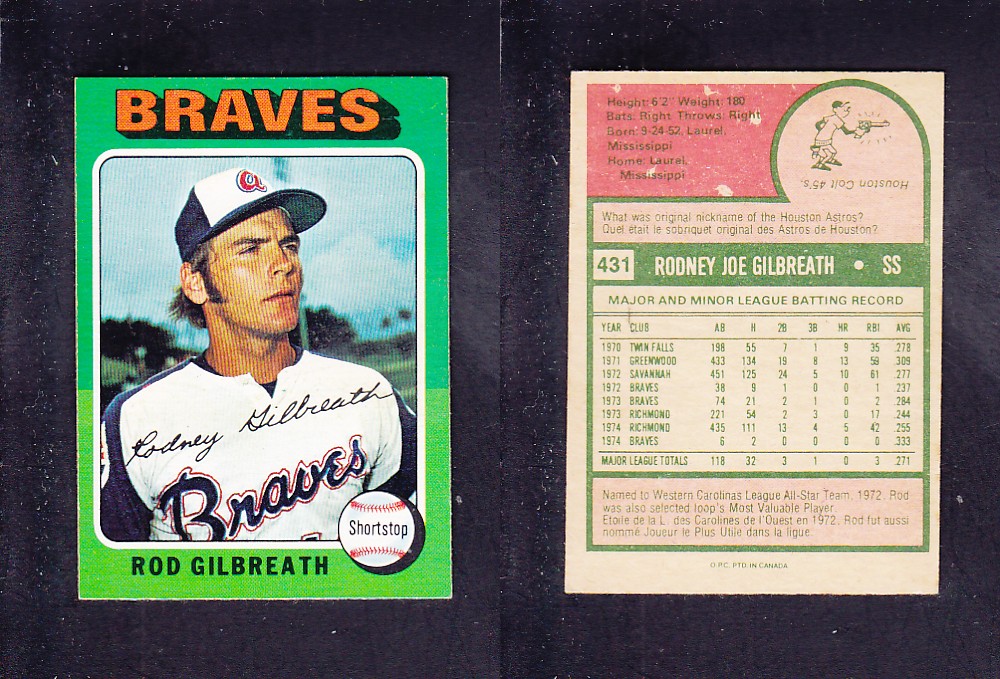 BRAVES
a
Rodney Gilbreath
Braves
Shortstop
ROD GILBREATH
Height: 6'2" Weight: 180
Bats: Right Throws: Right
Born: 9-24-52, Laurel,
Mississippi
Home: Laurel,
Mississippi
Houston Colt 45's.
What was original nickname of the Houston Astros?
Quel était le sobriquet original des Astros de Houston?
431 RODNEY JOE GILBREATH • SS
MAJOR AND MINOR LEAGUE BATTING RECORD
YEAR CLUB AB H 2B 3B HR RBI AVG
1970 TWIN FALLS 198 55 7 1 9 35 .278
1971 GREENWOOD 433 134 19 8 13 59 .309
1972 SAVANNAH 451 125 24 5 10 61 .277
1972 BRAVES 38 9 1 0 0 1 .237
1973 BRAVES 74 21 2 1 0 2 .284
1973 RICHMOND 221 54 2 3 0 17 .244
1974 RICHMOND 435 111 13 4 5 42 .255
1974 BRAVES 6 2 0 0 0 0 .333
MAJOR LEAGUE TOTALS 118 32 3 1 0 3 .271
Named to Western Carolinas League All-Star Team, 1972. Rod
was also selected loop's Most Valuable Player.
Etoile de la L. des Carolines de l'Ouest en 1972. Rod fut aussi
nommé Joueur le Plus Utile dans la ligue.
O.P.C. PTD. IN CANADA